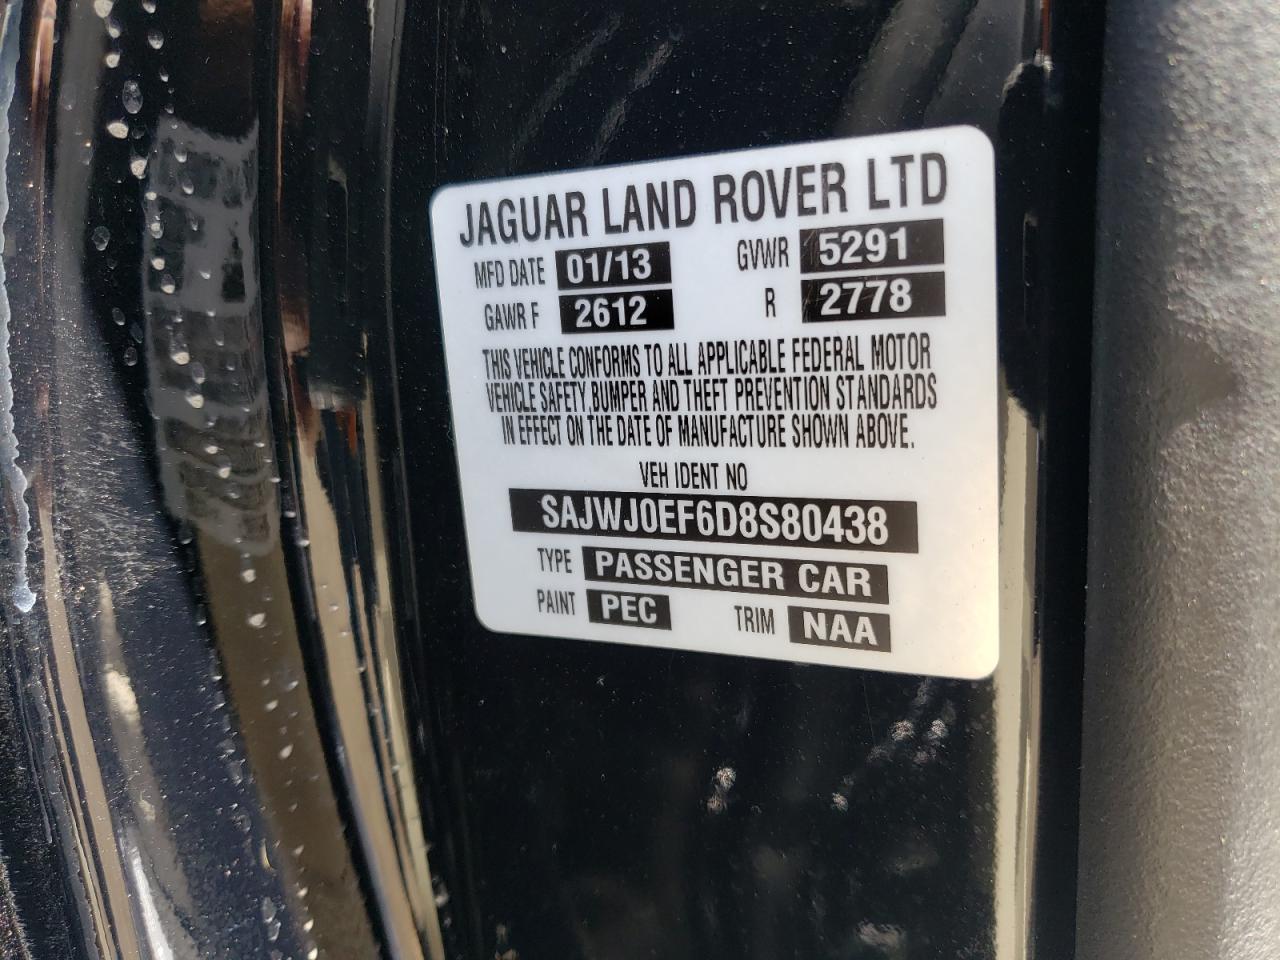 JAGUAR LAND ROVER LTD
MFD DATE 01/13 GVWR 5291
GAWR F 2612 R 2778
THIS VEHICLE CONFORMS TO ALL APPLICABLE FEDERAL MOTOR
VEHICLE SAFETY, BUMPER AND THEFT PREVENTION STANDARDS
IN EFFECT ON THE DATE OF MANUFACTURE SHOWN ABOVE.
VEH IDENT NO
SAJWJ0EF6D8S80438
TYPE PASSENGER CAR
PAINT PEC TRIM NAA